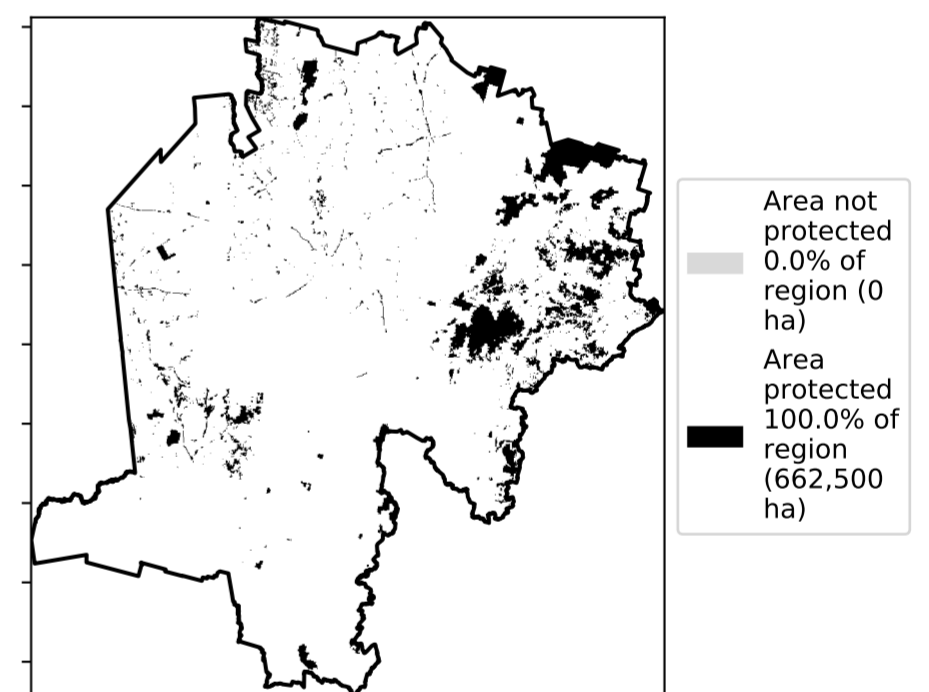 Area not
protected
0.0% of
region (0
ha)
Area
protected
100.0% of
region
(662,500
ha)